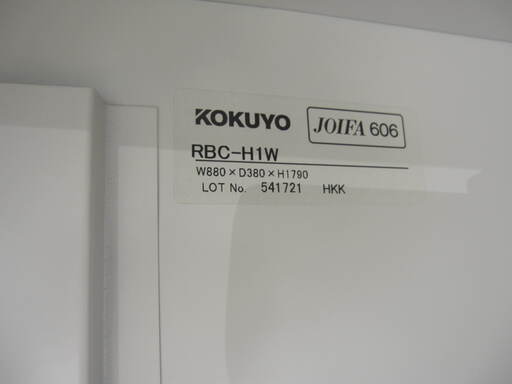 KOKUYO JOIFA 606
RBC-H1W
W880×D380×H1790
LOT No. 541721 HKK